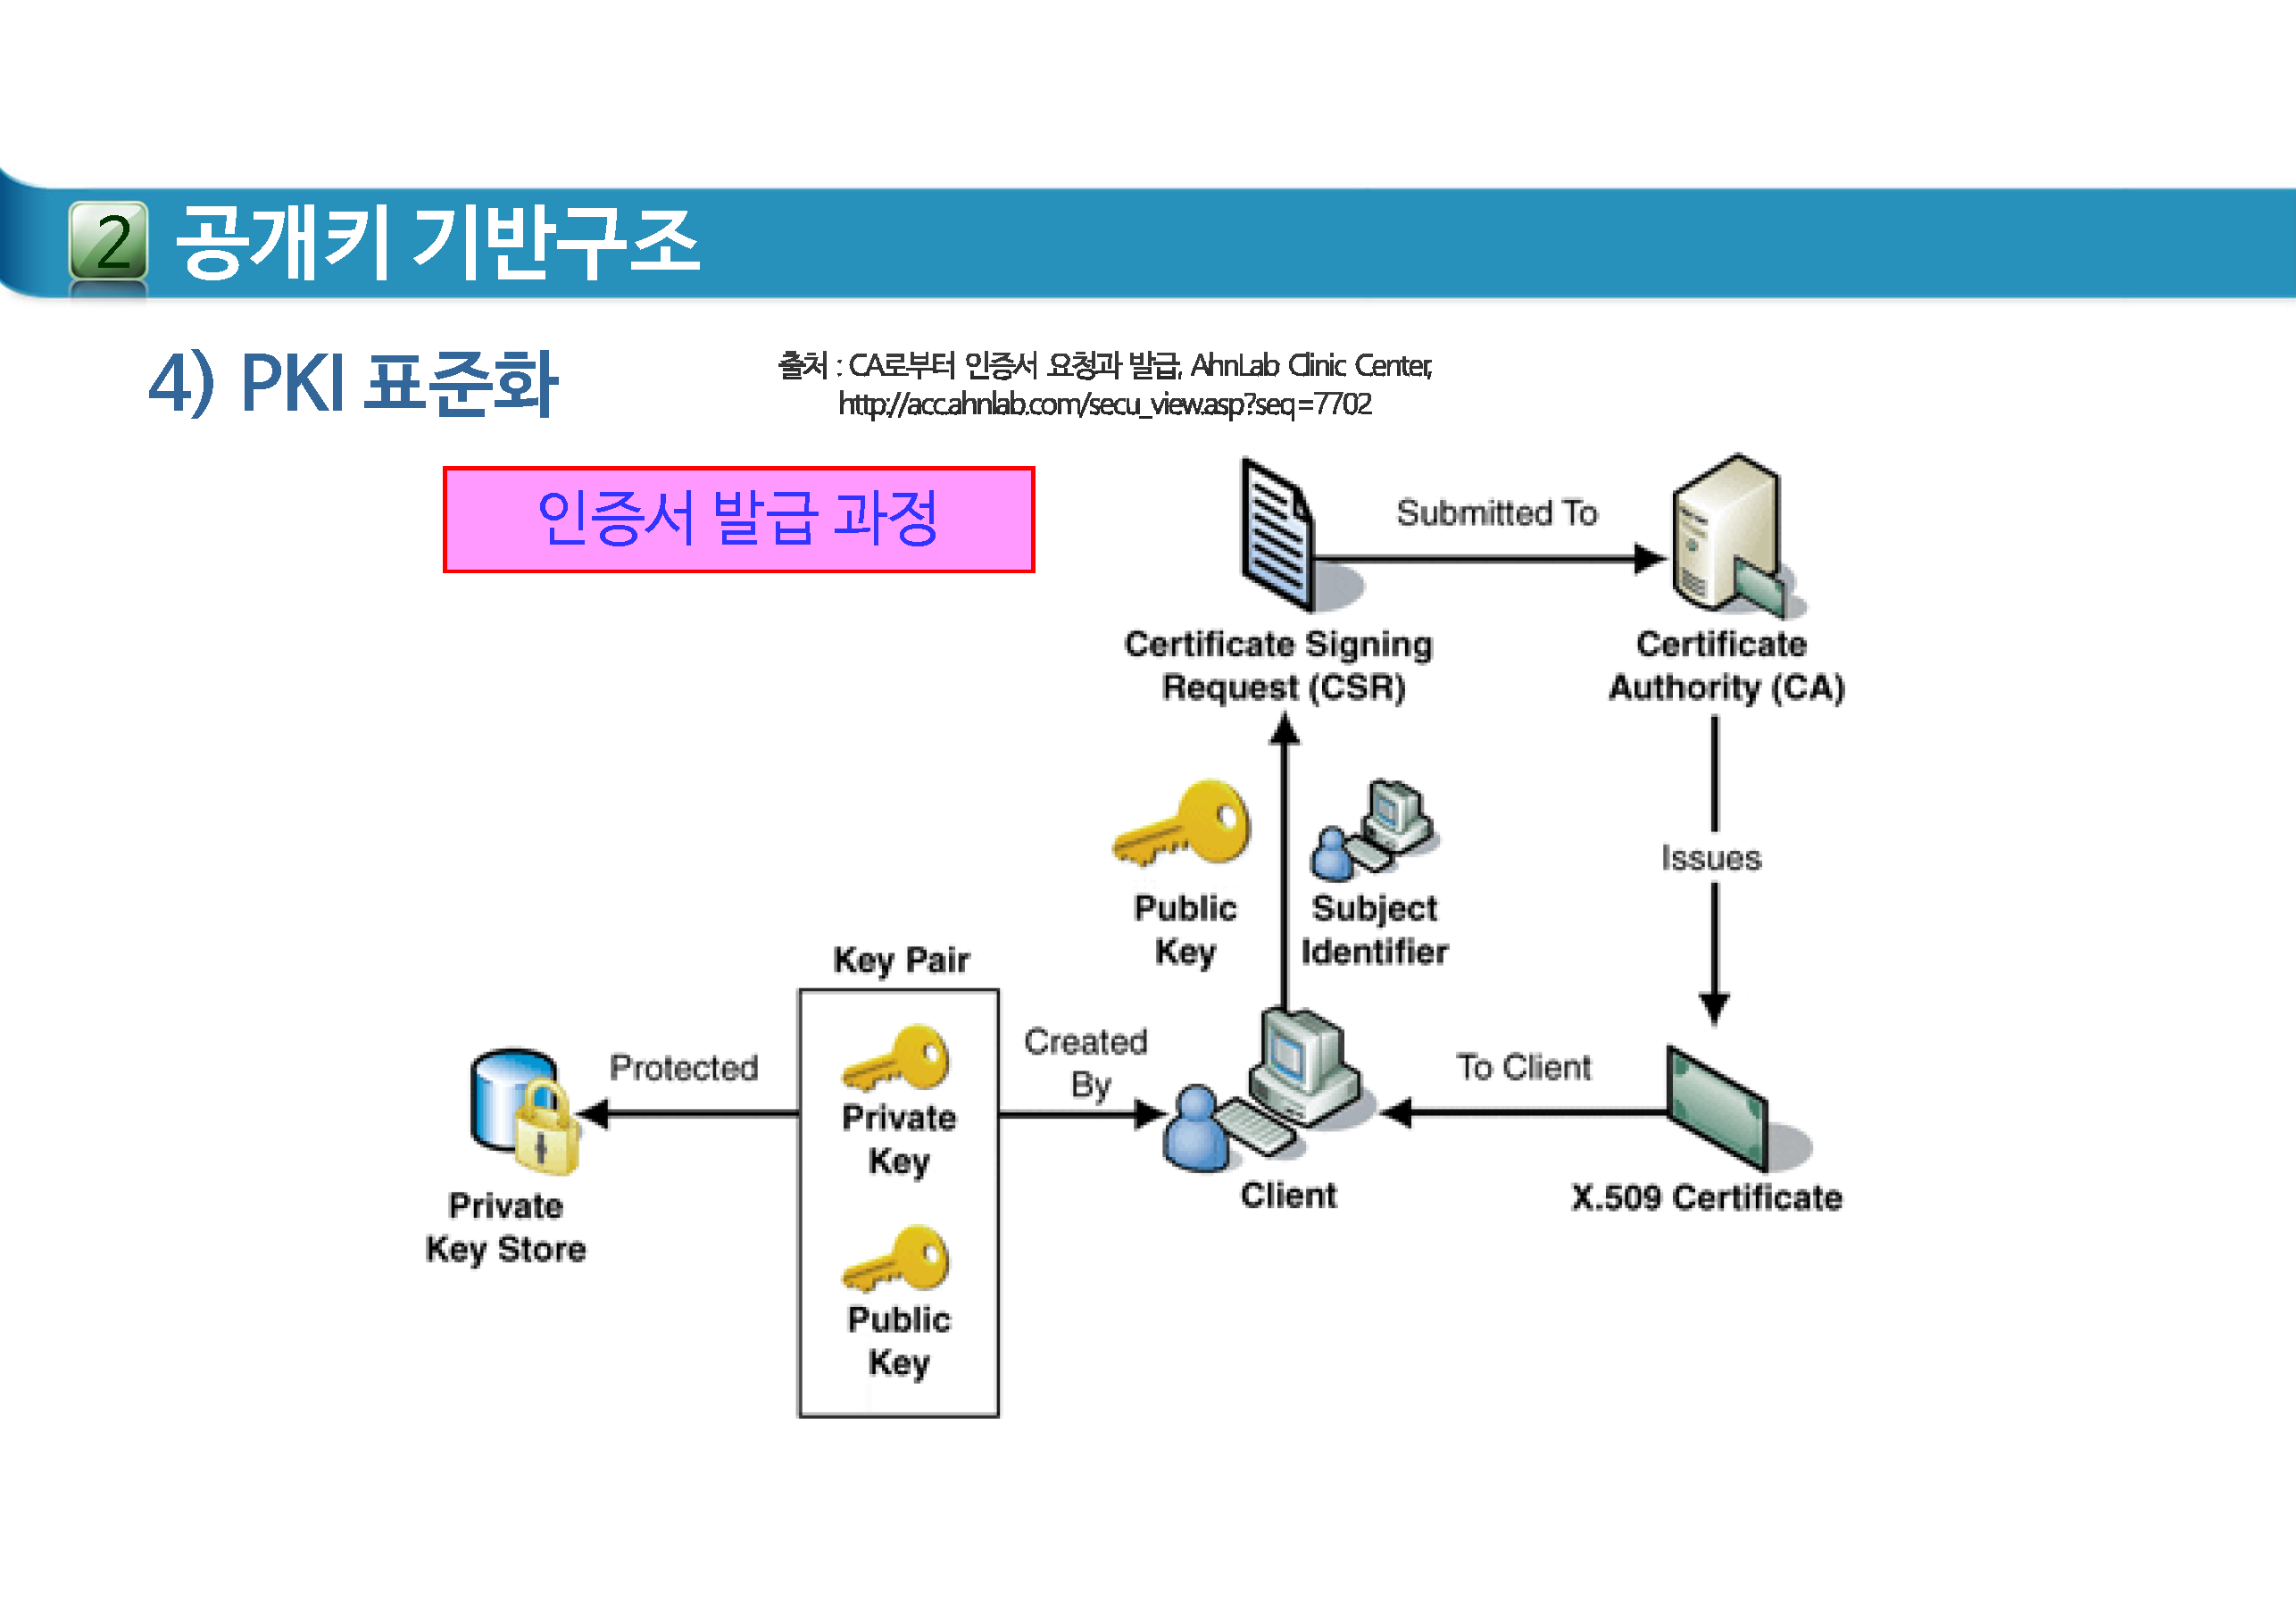 2 공개키 기반구조
4) PKI 표준화
출처 : CA로부터 인증서 요청과 발급, AhnLab Clinic Center,
http://acc.ahnlab.com/secu_view.asp?seq=7702
인증서 발급 과정
Submitted To
Certificate Signing
Request (CSR)
Certificate
Authority (CA)
Public
Key
Subject
Identifier
Issues
Key Pair
Protected
Private
Key
Created
By
To Client
Private
Key Store
Public
Key
Client
X.509 Certificate